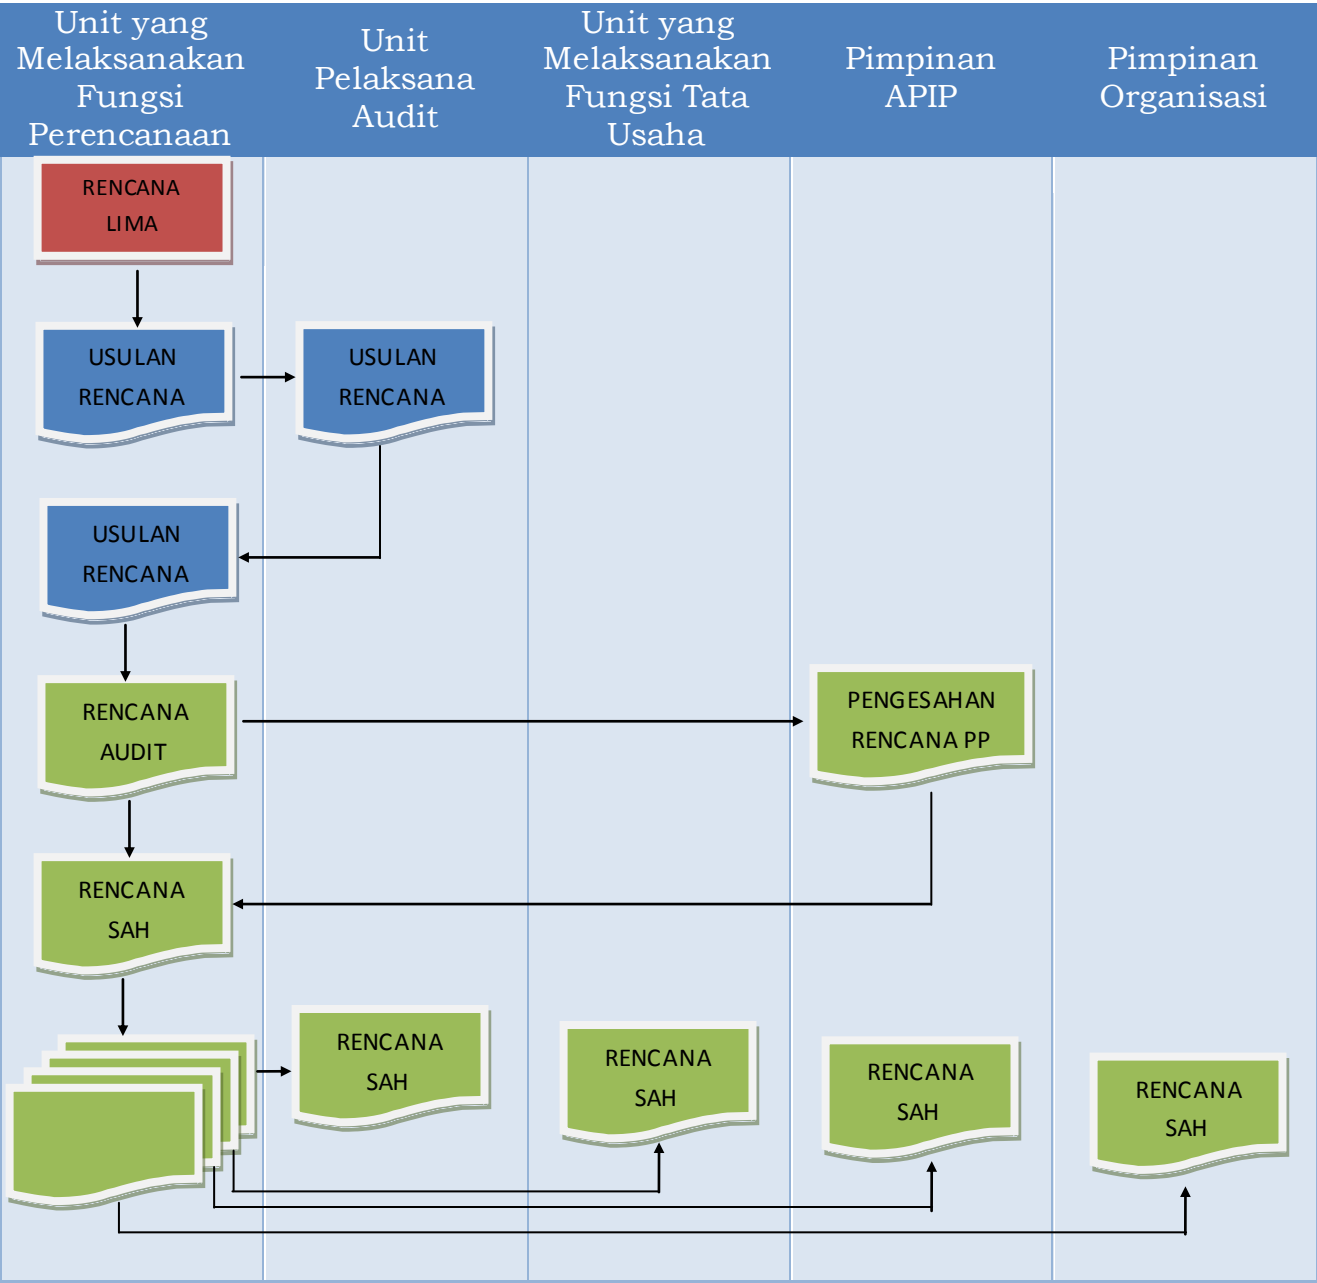 Unit yang
Melaksanakan
Fungsi
Perencanaan
Unit
Pelaksana
Audit
Unit yang
Melaksanakan
Fungsi Tata
Usaha
Pimpinan
APIP
Pimpinan
Organisasi
RENCANA
LIMA
USULAN
RENCANA
USULAN
RENCANA
USULAN
RENCANA
RENCANA
AUDIT
PENGESAHAN
RENCANA PP
RENCANA
SAH
RENCANA
SAH
RENCANA
SAH
RENCANA
SAH
RENCANA
SAH